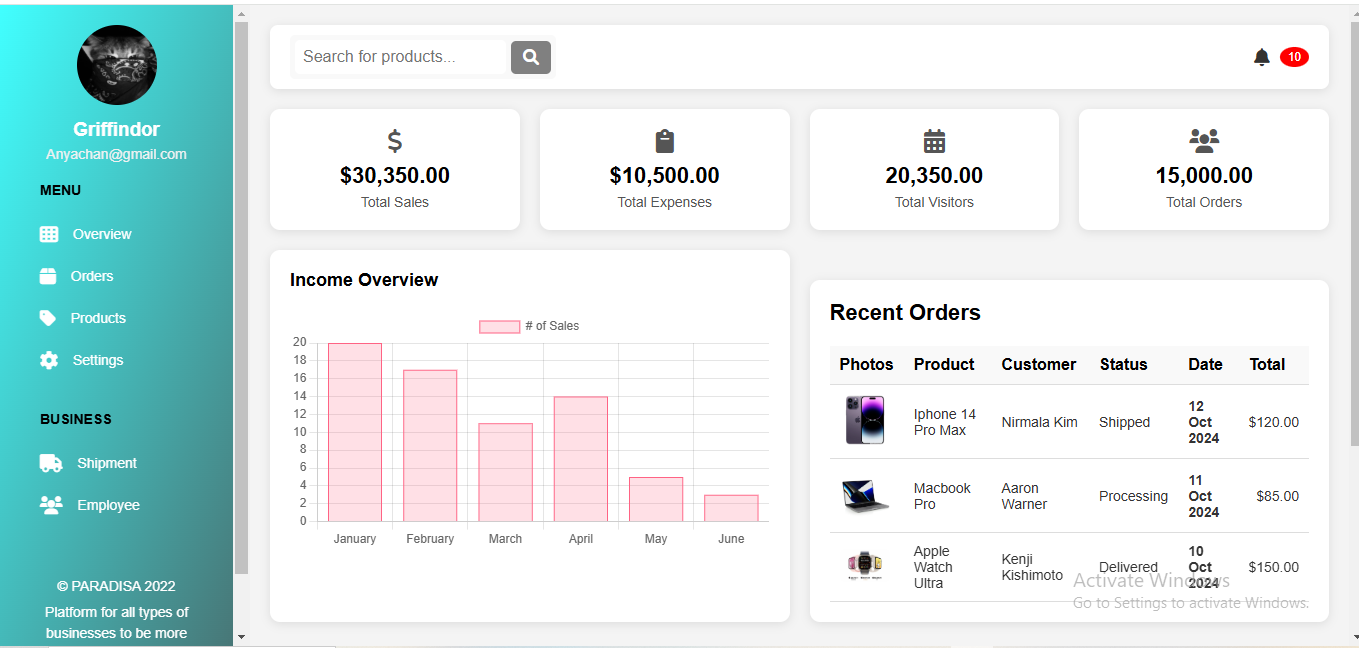 Griffindor
Anyachan@gmail.com
MENU
Overview
Orders
Products
Settings
BUSINESS
Shipment
Employee
© PARADISA 2022
Platform for all types of
businesses to be more
Search for products...
10
$30,350.00
Total Sales
$10,500.00
Total Expenses
20,350.00
Total Visitors
15,000.00
Total Orders
Income Overview
# of Sales
20
18
16
14
12
10
8
6
4
2
0
January February March April May June
Recent Orders
Photos Product Customer Status Date Total
Iphone 14
Pro Max
Nirmala Kim
Shipped
12
Oct
2024
$120.00
Macbook
Pro
Aaron
Warner
Processing
11
Oct
2024
$85.00
Apple
Watch
Ultra
Kenji
Kishimoto
Delivered
10
Oct
2024
$150.00
Activate Windows
Go to Settings to activate Windows.